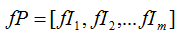 fP = [fI₁, fI₂,...fIₘ]